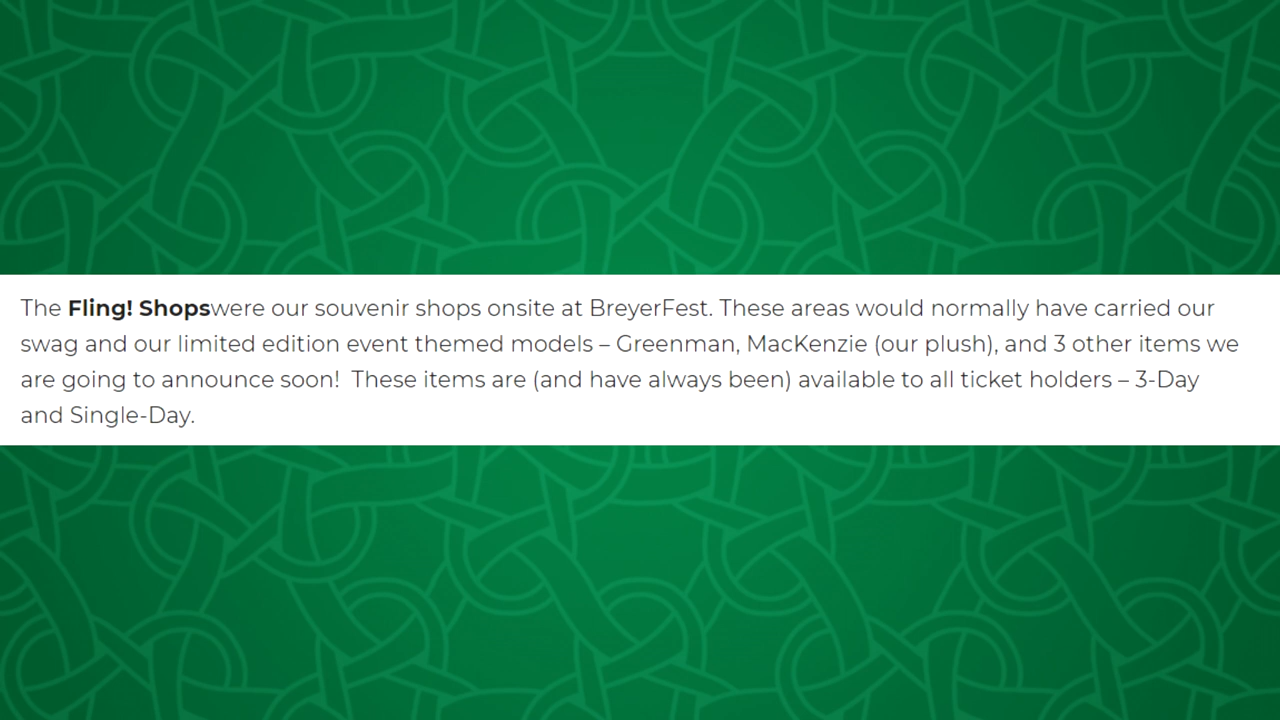 The Fling! Shopswere our souvenir shops onsite at BreyerFest. These areas would normally have carried our
swag and our limited edition event themed models – Greenman, MacKenzie (our plush), and 3 other items we
are going to announce soon!  These items are (and have always been) available to all ticket holders – 3-Day
and Single-Day.